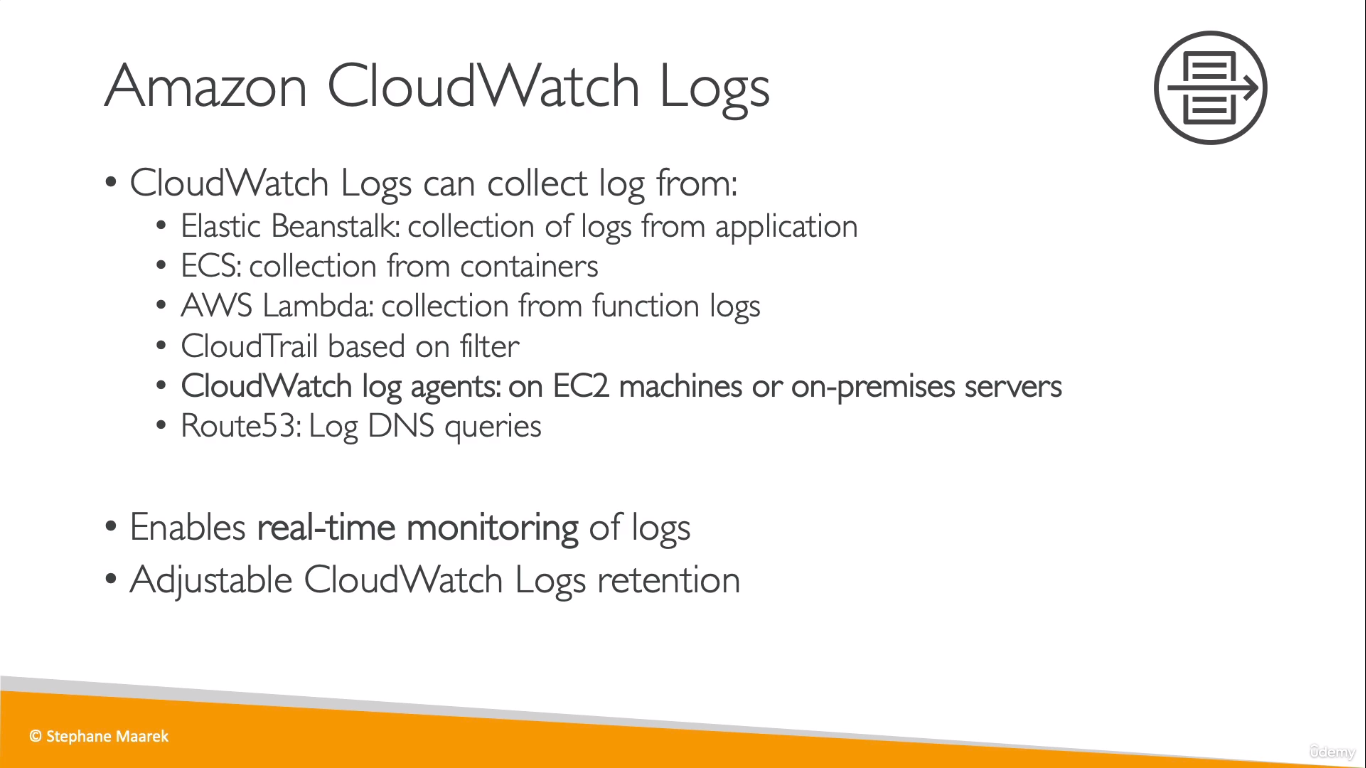 Amazon CloudWatch Logs
• CloudWatch Logs can collect log from:
• Elastic Beanstalk: collection of logs from application
• ECS: collection from containers
• AWS Lambda: collection from function logs
• CloudTrail based on filter
• CloudWatch log agents: on EC2 machines or on-premises servers
• Route53: Log DNS queries
• Enables real-time monitoring of logs
• Adjustable CloudWatch Logs retention
© Stephane Maarek
ûdemy